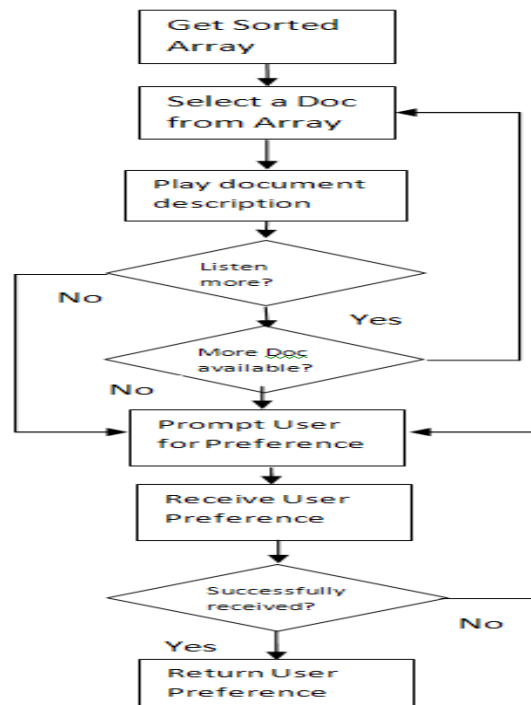 Get Sorted
Array
Select a Doc
from Array
Play document
description
Listen
more?
No
Yes
More Doc
available?
No
Prompt User
for Preference
Receive User
Preference
Successfully
received?
No
Yes
Return User
Preference